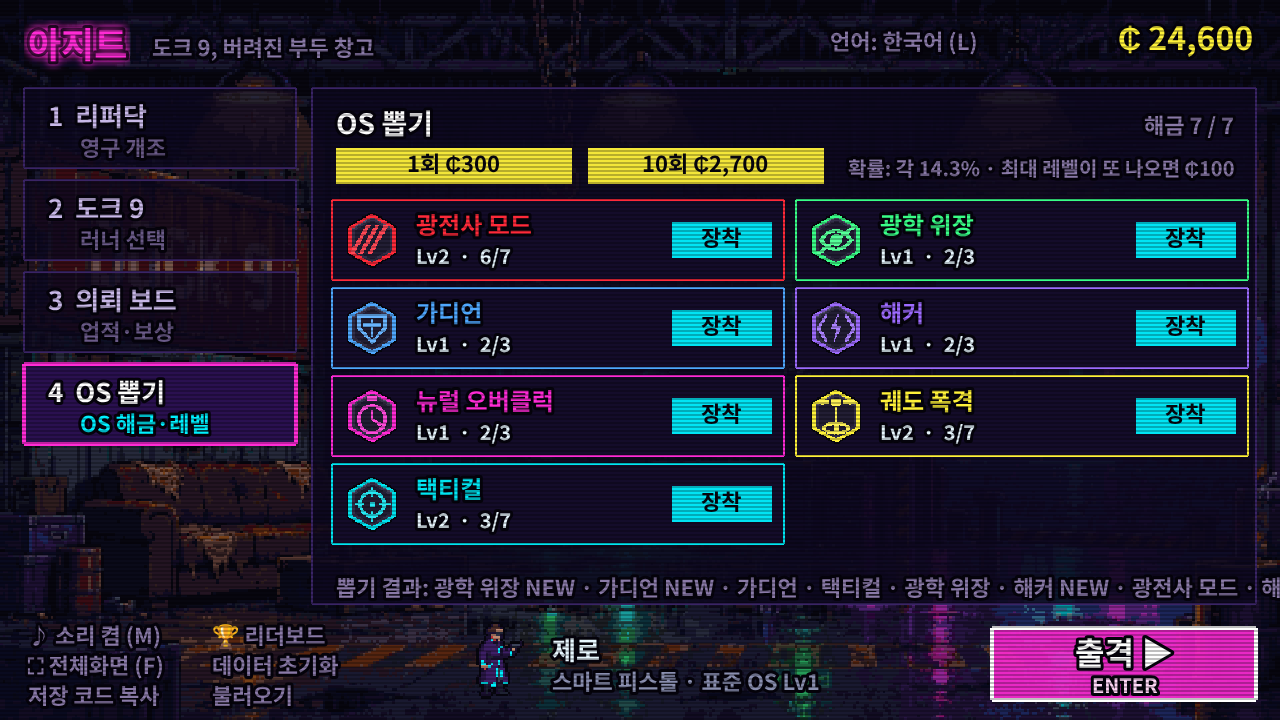 아지트 도크 9, 버려진 부두 창고 언어: 한국어 (L) ₵ 24,600
1 리퍼닥
영구 개조
2 도크 9
러너 선택
3 의뢰 보드
업적·보상
4 OS 뽑기
OS 해금·레벨
OS 뽑기 해금 7 / 7
1회 ₵300 10회 ₵2,700 확률: 각 14.3% · 최대 레벨이 또 나오면 ₵100
광전사 모드
Lv2 · 6/7
장착
광학 위장
Lv1 · 2/3
장착
가디언
Lv1 · 2/3
장착
해커
Lv1 · 2/3
장착
뉴럴 오버클럭
Lv1 · 2/3
장착
궤도 폭격
Lv2 · 3/7
장착
택티컬
Lv2 · 3/7
장착
뽑기 결과: 광학 위장 NEW · 가디언 NEW · 가디언 · 택티컬 · 광학 위장 · 해커 NEW · 광전사 모드 · 해
♪ 소리 켬 (M) 🏆 리더보드
⛶ 전체화면 (F) 데이터 초기화
저장 코드 복사 불러오기
제로
스마트 피스톨 · 표준 OS Lv1
출격 ▶
ENTER